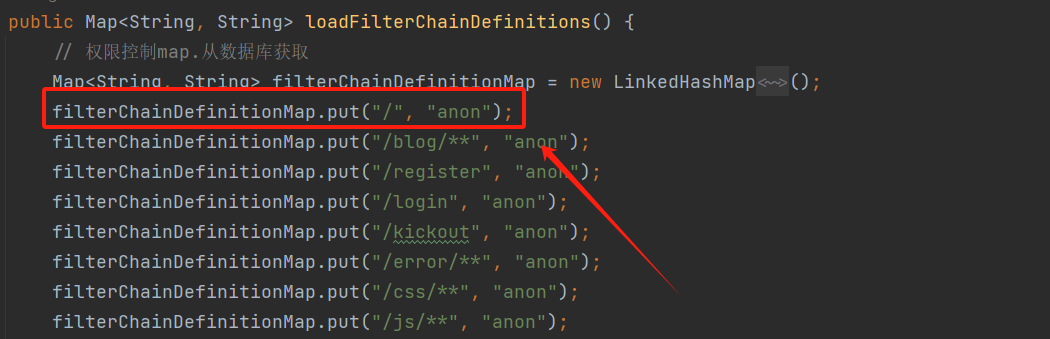 public Map<String, String> loadFilterChainDefinitions() {
// 权限控制map.从数据库获取
Map<String, String> filterChainDefinitionMap = new LinkedHashMap<~>();
filterChainDefinitionMap.put("/", "anon");
filterChainDefinitionMap.put("/blog/**", "anon");
filterChainDefinitionMap.put("/register", "anon");
filterChainDefinitionMap.put("/login", "anon");
filterChainDefinitionMap.put("/kickout", "anon");
filterChainDefinitionMap.put("/error/**", "anon");
filterChainDefinitionMap.put("/css/**", "anon");
filterChainDefinitionMap.put("/js/**", "anon");